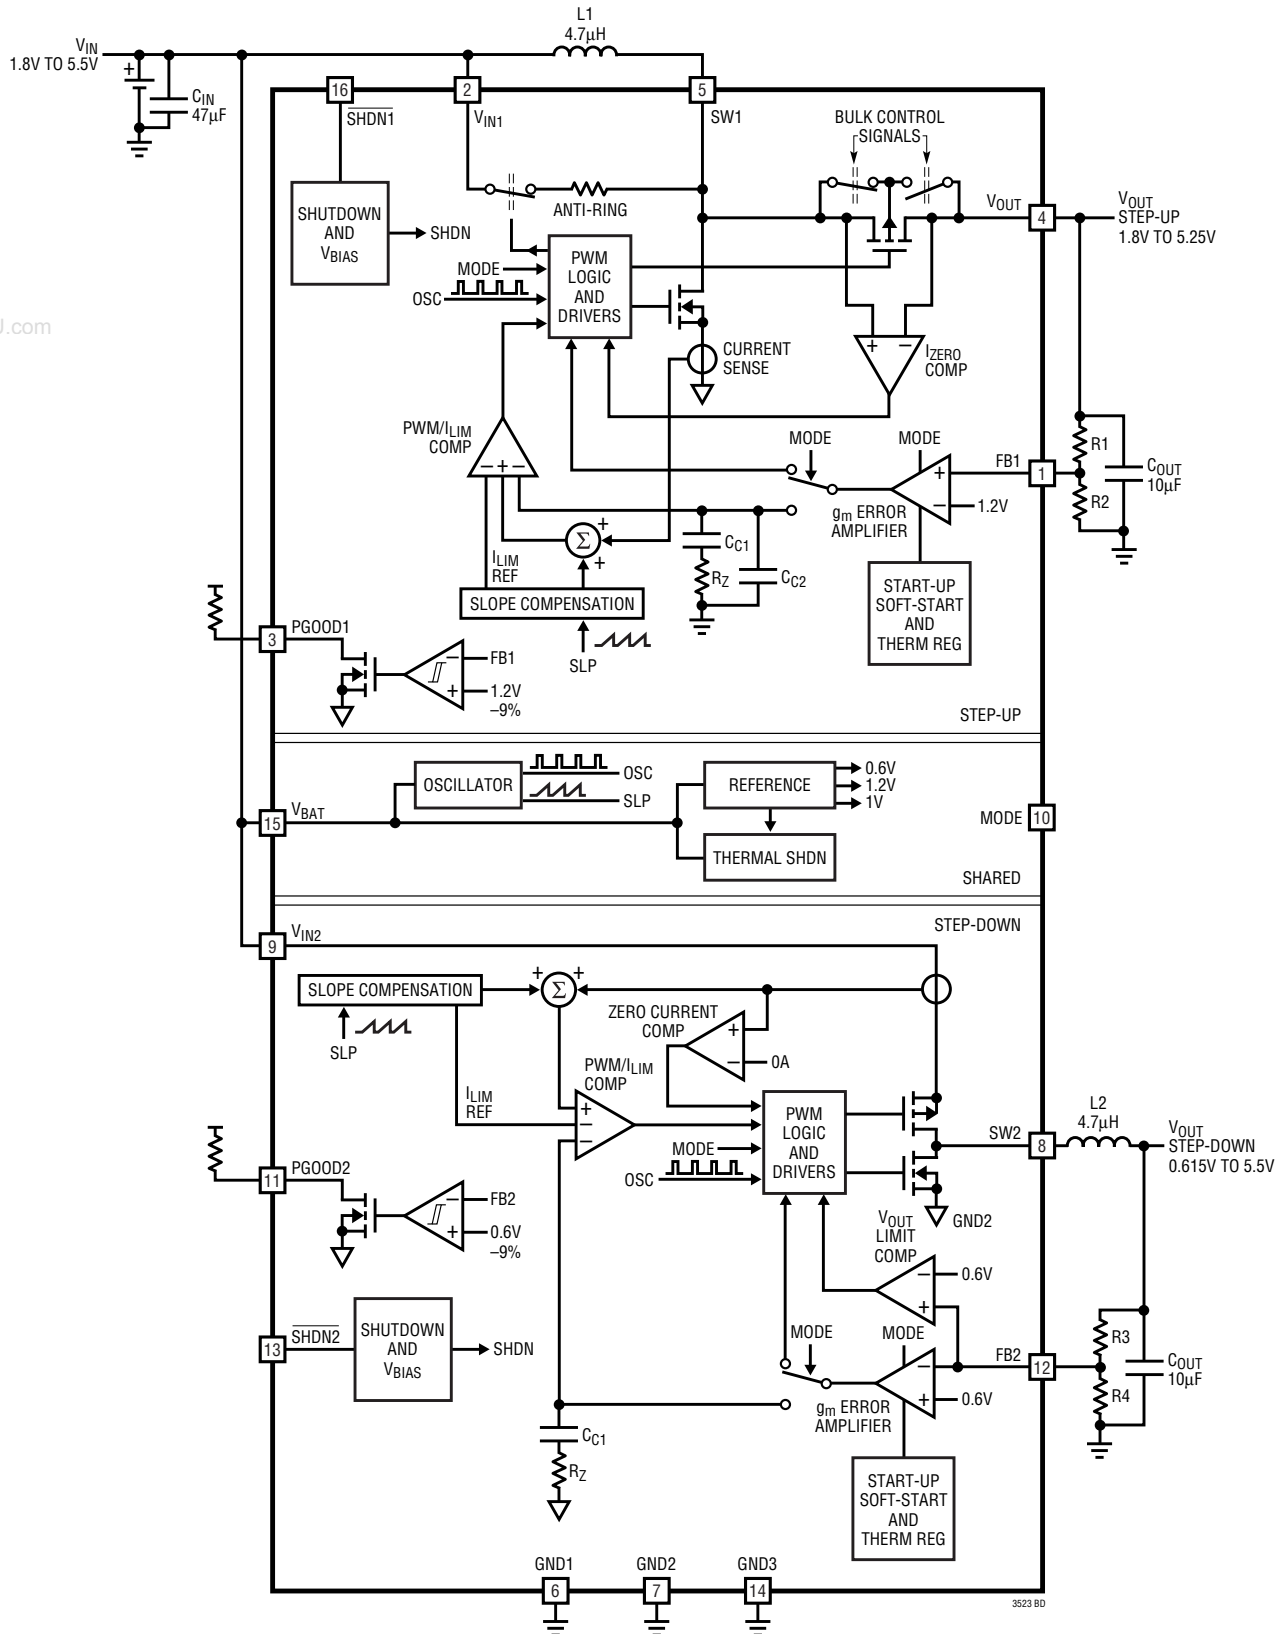 L1
4.7µH
VIN
1.8V TO 5.5V
+
CIN
47µF
16
SHDN1
2
VIN1
5
SW1
BULK CONTROL
SIGNALS
ANTI-RING
SHUTDOWN
AND
VBIAS
SHDN
VOUT
4
VOUT
STEP-UP
1.8V TO 5.25V
MODE
OSC
PWM
LOGIC
AND
DRIVERS
U.com
CURRENT
SENSE
+ –
IZERO
COMP
PWM/ILIM
COMP
– + –
MODE
MODE
+
–
FB1
1
1.2V
gm ERROR
AMPLIFIER
R1
R2
COUT
10µF
ILIM
REF
Σ
+
+
CC1
RZ
CC2
SLOPE COMPENSATION
SLP
START-UP
SOFT-START
AND
THERM REG
3
PGOOD1
–
+
FB1
1.2V
–9%
STEP-UP
OSCILLATOR
OSC
SLP
REFERENCE
0.6V
1.2V
1V
VBAT
15
MODE
10
THERMAL SHDN
SHARED
STEP-DOWN
9
VIN2
SLOPE COMPENSATION
SLP
+
Σ
+
ZERO CURRENT
COMP
+
–
0A
PWM/ILIM
COMP
+
–
–
ILIM
REF
PWM
LOGIC
AND
DRIVERS
MODE
OSC
SW2
8
L2
4.7µH
VOUT
STEP-DOWN
0.615V TO 5.5V
GND2
11
PGOOD2
–
+
FB2
0.6V
–9%
VOUT
LIMIT
COMP
–
+
0.6V
13
SHDN2
SHUTDOWN
AND
VBIAS
SHDN
MODE
MODE
–
+
FB2
12
0.6V
gm ERROR
AMPLIFIER
R3
R4
COUT
10µF
CC1
RZ
START-UP
SOFT-START
AND
THERM REG
GND1
6
GND2
7
GND3
14
3523 BD